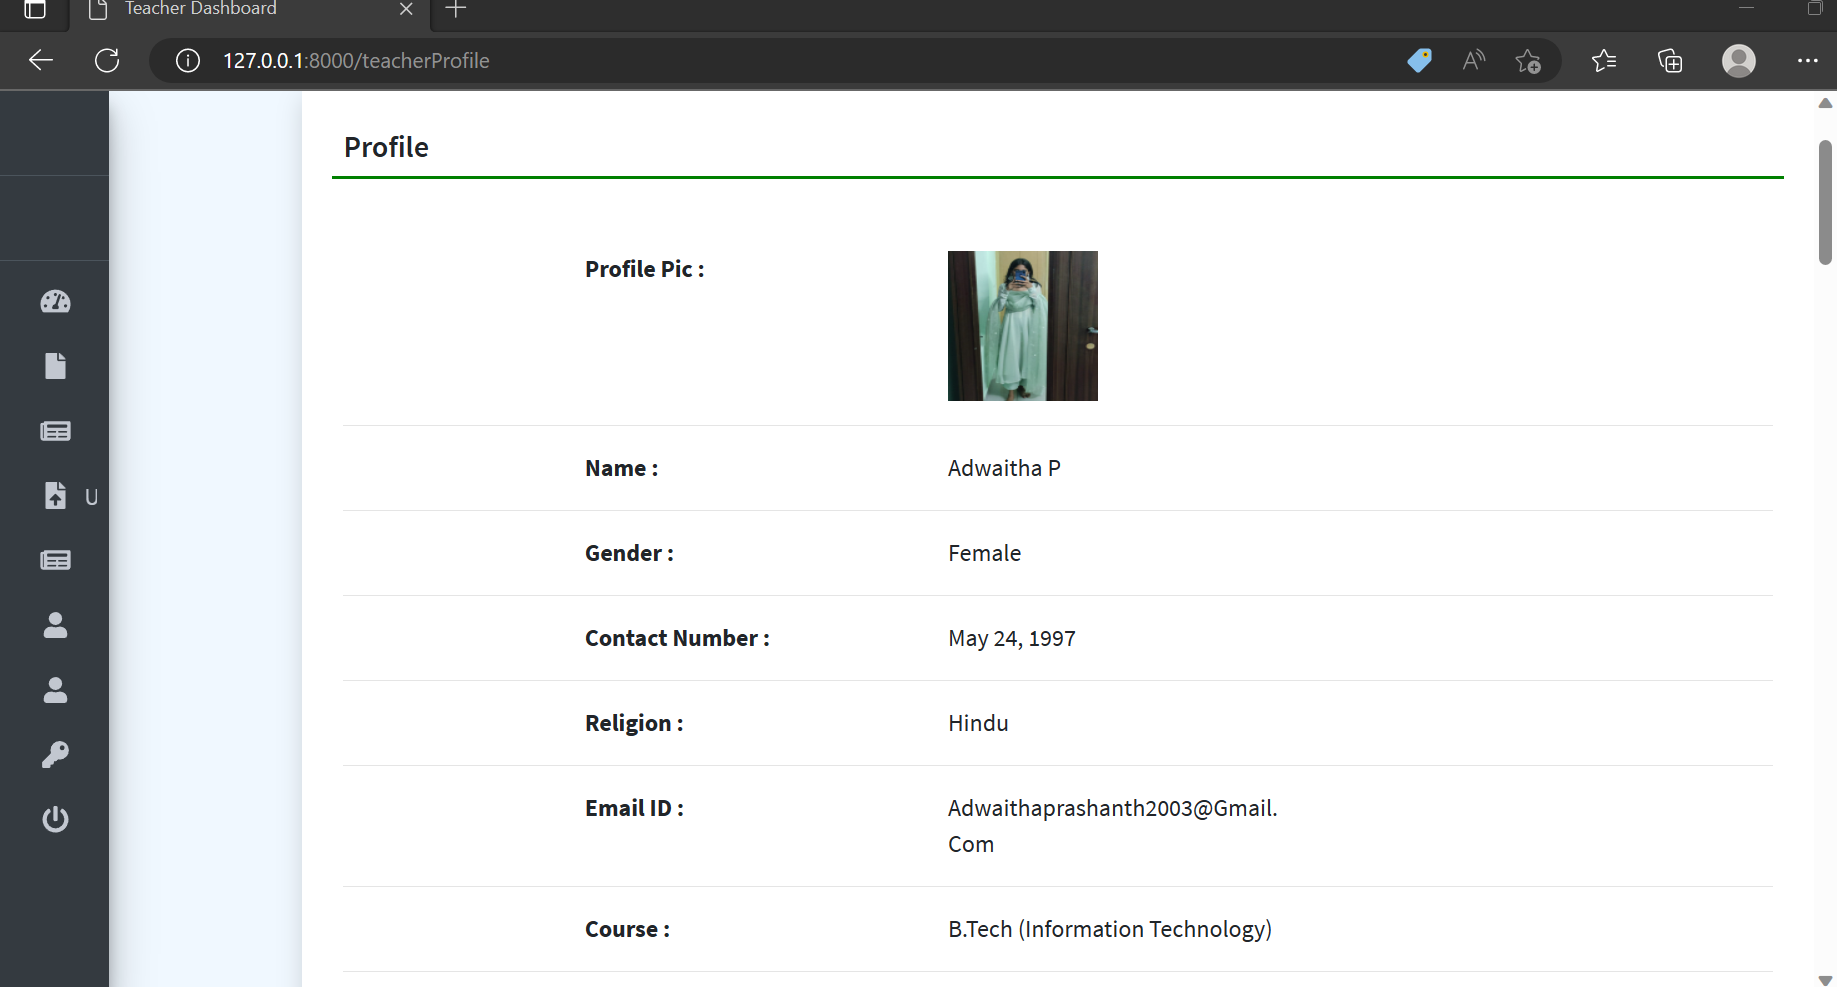 Teacher Dashboard
127.0.0.1:8000/teacherProfile
Profile
Profile Pic :
Name : Adwaitha P
Gender : Female
Contact Number : May 24, 1997
Religion : Hindu
Email ID : Adwaithaprashanth2003@Gmail.
Com
Course : B.Tech (Information Technology)
U